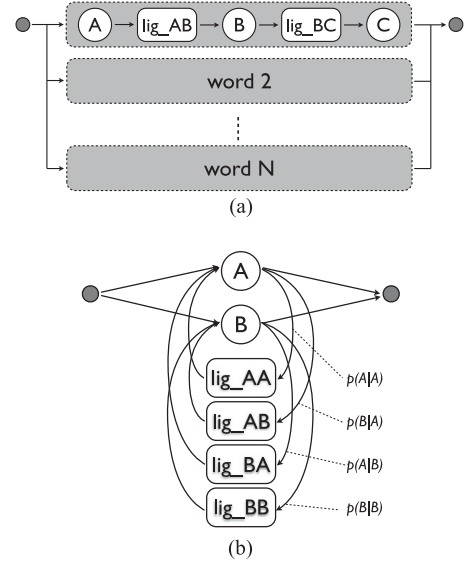 A lig_AB B lig_BC C
word 2
word N
(a)
A
B
lig_AA
p(A|A)
lig_AB
p(B|A)
lig_BA
p(A|B)
lig_BB
p(B|B)
(b)